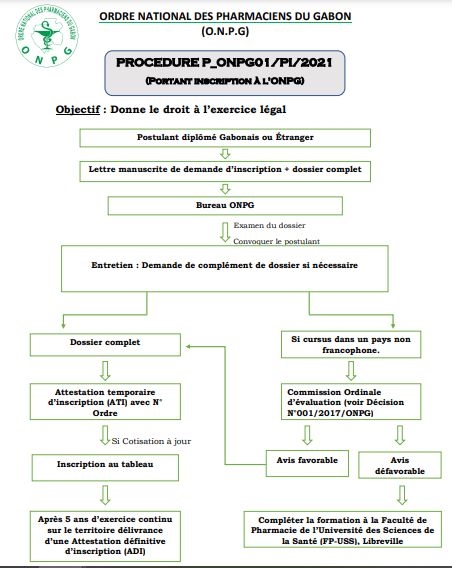 ORDRE NATIONAL DES PHARMACIENS DU GABON
ORDRE NATIONAL DES PHARMACIENS DU GABON
(O.N.P.G)
O N P G
PROCEDURE P_ONPG01/PI/2021
(PORTANT INSCRIPTION À L'ONPG)
Objectif : Donne le droit à l'exercice légal
Postulant diplômé Gabonais ou Étranger
Lettre manuscrite de demande d'inscription + dossier complet
Bureau ONPG
Examen du dossier
Convoquer le postulant
Entretien : Demande de complément de dossier si nécessaire
Dossier complet
Si cursus dans un pays non
francophone.
Attestation temporaire
d'inscription (ATI) avec N°
Ordre
Commission Ordinale
d'évaluation (voir Décision
N°001/2017/ONPG)
Si Cotisation à jour
Inscription au tableau
Avis favorable
Avis
défavorable
Après 5 ans d'exercice continu
sur le territoire délivrance
d'une Attestation définitive
d'inscription (ADI)
Compléter la formation à la Faculté de
Pharmacie de l'Université des Sciences de
la Santé (FP-USS), Libreville